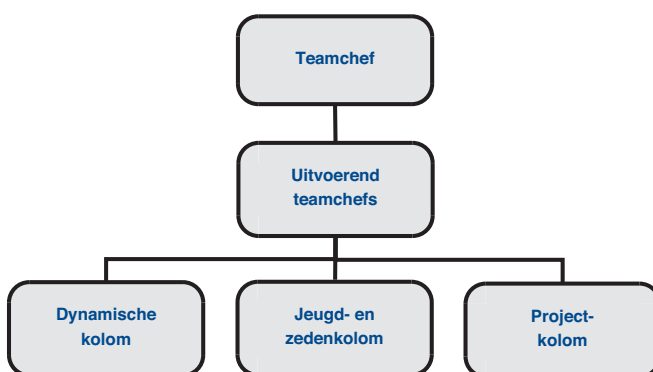 Teamchef
Uitvoerend
teamchefs
Dynamische
kolom
Jeugd- en
zedenkolom
Project-
kolom